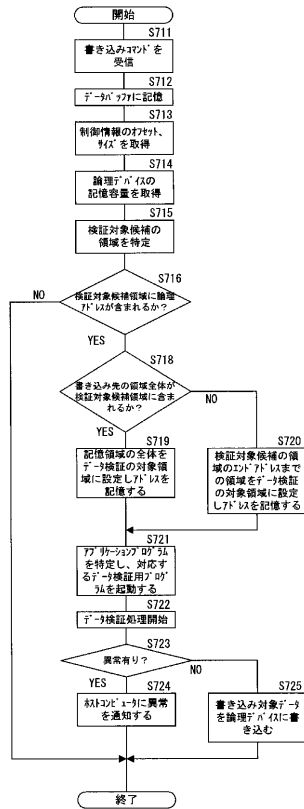 開始
S711
書き込みコマンドを
受信
S712
データバッファに記憶
S713
制御情報のオフセット、
サイズを取得
S714
論理デバイスの
記憶容量を取得
S715
検証対象候補の
領域を特定
S716
検証対象候補領域に論理
アドレスが含まれるか?
NO
YES
S718
書き込み先の領域全体が
検証対象候補領域に含ま
れるか?
NO
YES
S719
記憶領域の全体を
データ検証の対象領
域に設定しアドレスを
記憶する
S720
検証対象候補の領
域のエンドアドレスまで
の領域をデータ検証
の対象領域に設定
しアドレスを記憶する
S721
アプリケーションプログラム
を特定し、対応する
データ検証用プログ
ラムを起動する
S722
データ検証処理開始
S723
異常有り?
NO
YES
S724
ホストコンピュータに異常
を通知する
S725
書き込み対象デー
タを論理デバイスに書
き込む
終了